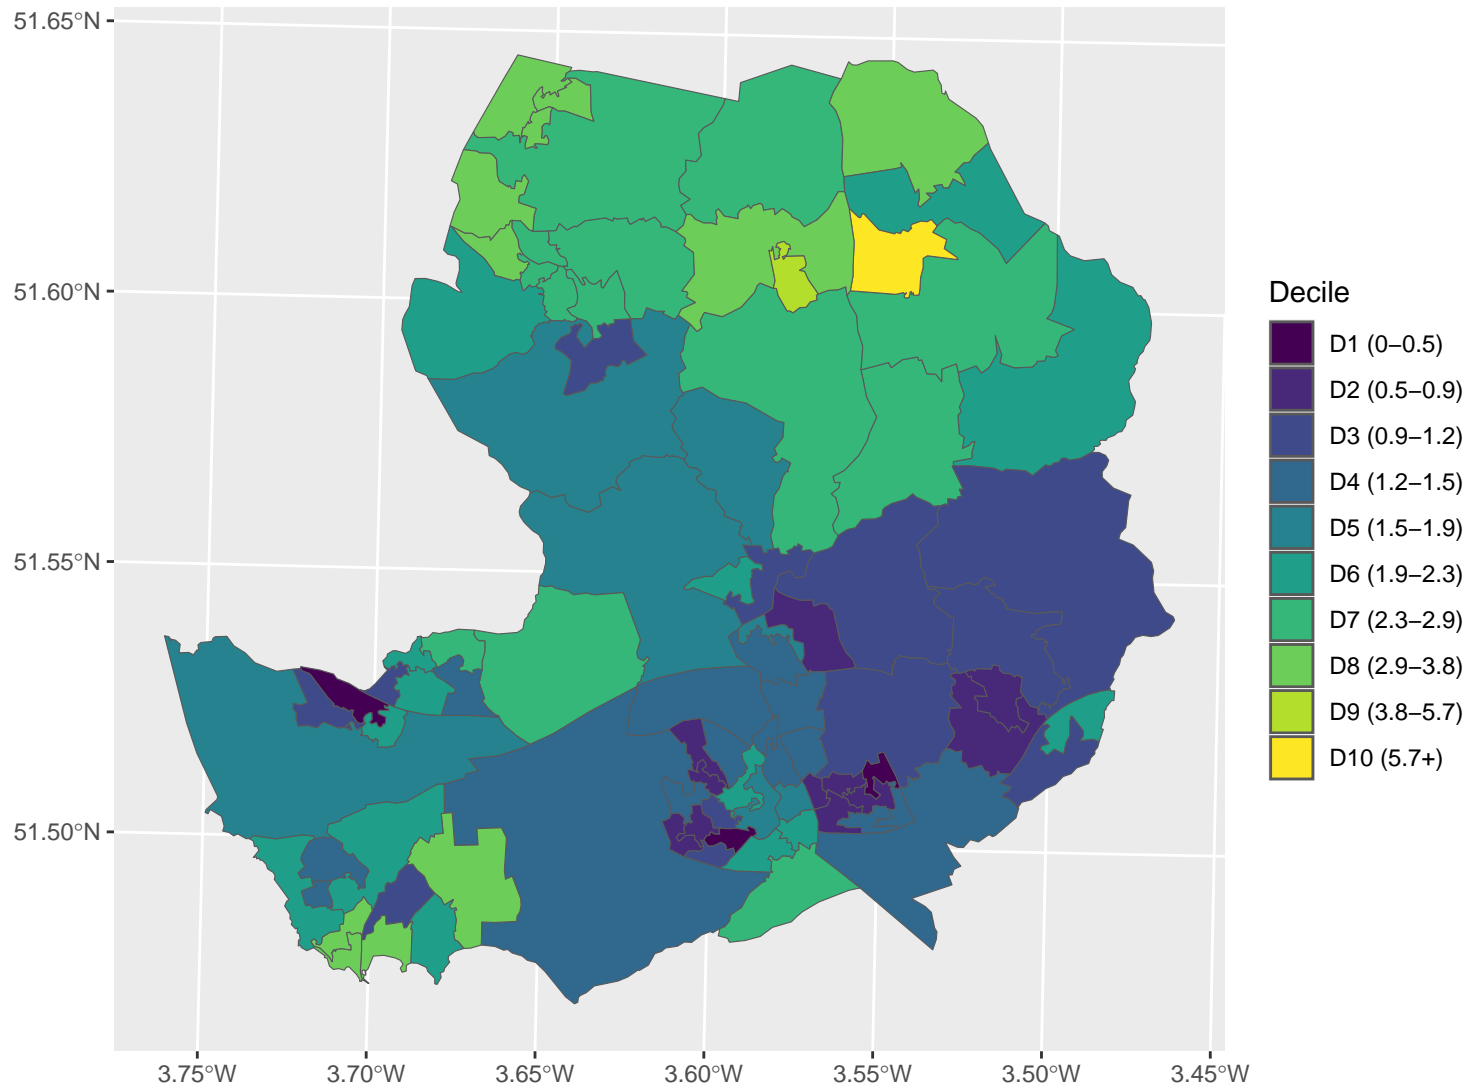 51.65°N
51.60°N
51.55°N
51.50°N
3.75°W 3.70°W 3.65°W 3.60°W 3.55°W 3.50°W 3.45°W
Decile
D1 (0−0.5)
D2 (0.5−0.9)
D3 (0.9−1.2)
D4 (1.2−1.5)
D5 (1.5−1.9)
D6 (1.9−2.3)
D7 (2.3−2.9)
D8 (2.9−3.8)
D9 (3.8−5.7)
D10 (5.7+)